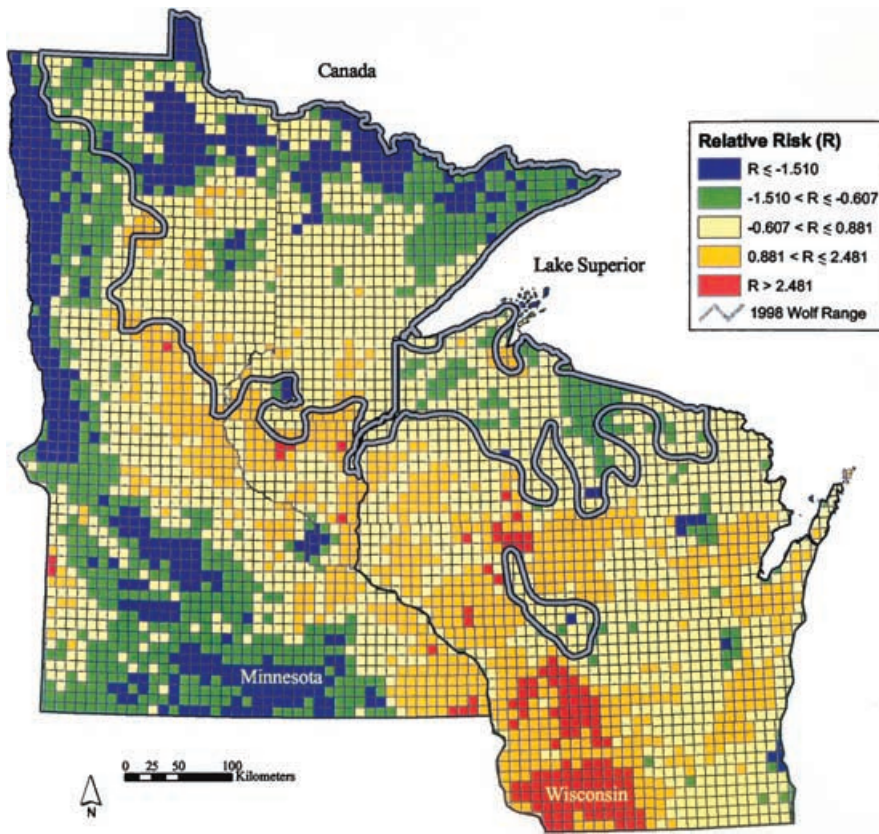 Canada
Relative Risk (R)
R ≤ -1.510
-1.510 < R ≤ -0.607
-0.607 < R ≤ 0.881
0.881 < R ≤ 2.481
R > 2.481
1998 Wolf Range
Lake Superior
Minnesota
Wisconsin
0 25 50 100
Kilometers
N